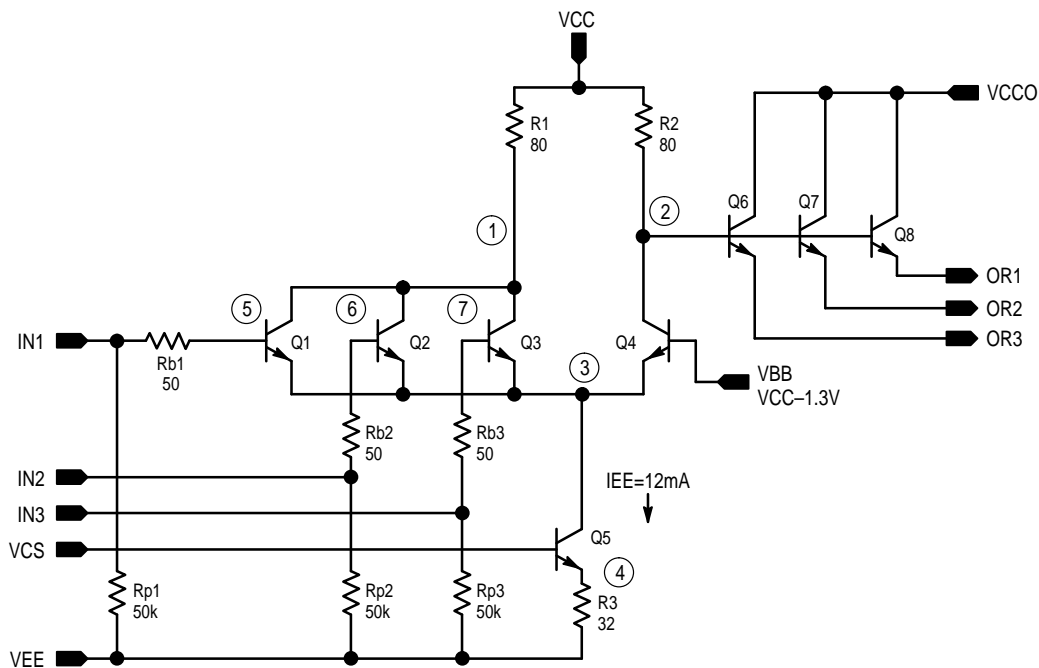 VCC
VCCO
R1
80
R2
80
Q6
Q7
Q8
1
2
OR1
OR2
OR3
5
6
7
IN1
Rb1
50
Q1
Q2
Q3
Q4
3
VBB
VCC–1.3V
Rb2
50
Rb3
50
IN2
IEE=12mA
IN3
VCS
Q5
4
Rp1
50k
Rp2
50k
Rp3
50k
R3
32
VEE